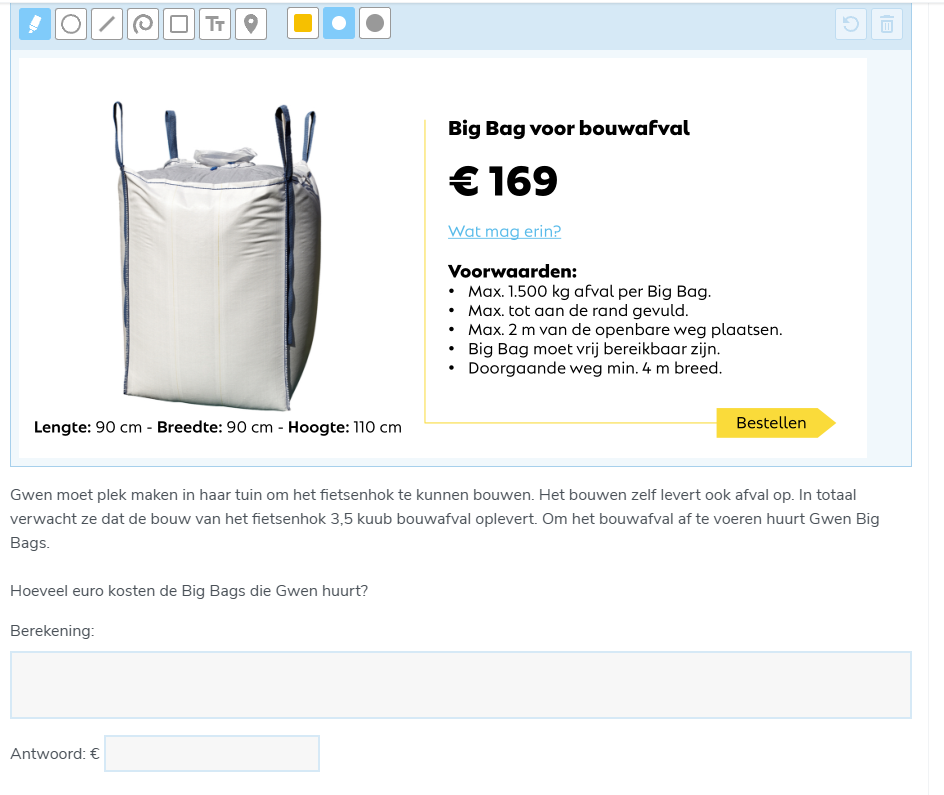 TT
Big Bag voor bouwafval
€ 169
Wat mag erin?
Voorwaarden:
• Max. 1.500 kg afval per Big Bag.
• Max. tot aan de rand gevuld.
• Max. 2 m van de openbare weg plaatsen.
• Big Bag moet vrij bereikbaar zijn.
• Doorgaande weg min. 4 m breed.
Lengte: 90 cm - Breedte: 90 cm - Hoogte: 110 cm
Bestellen
Gwen moet plek maken in haar tuin om het fietsenhok te kunnen bouwen. Het bouwen zelf levert ook afval op. In totaal
verwacht ze dat de bouw van het fietsenhok 3,5 kuub bouwafval oplevert. Om het bouwafval af te voeren huurt Gwen Big
Bags.
Hoeveel euro kosten de Big Bags die Gwen huurt?
Berekening:
Antwoord: €